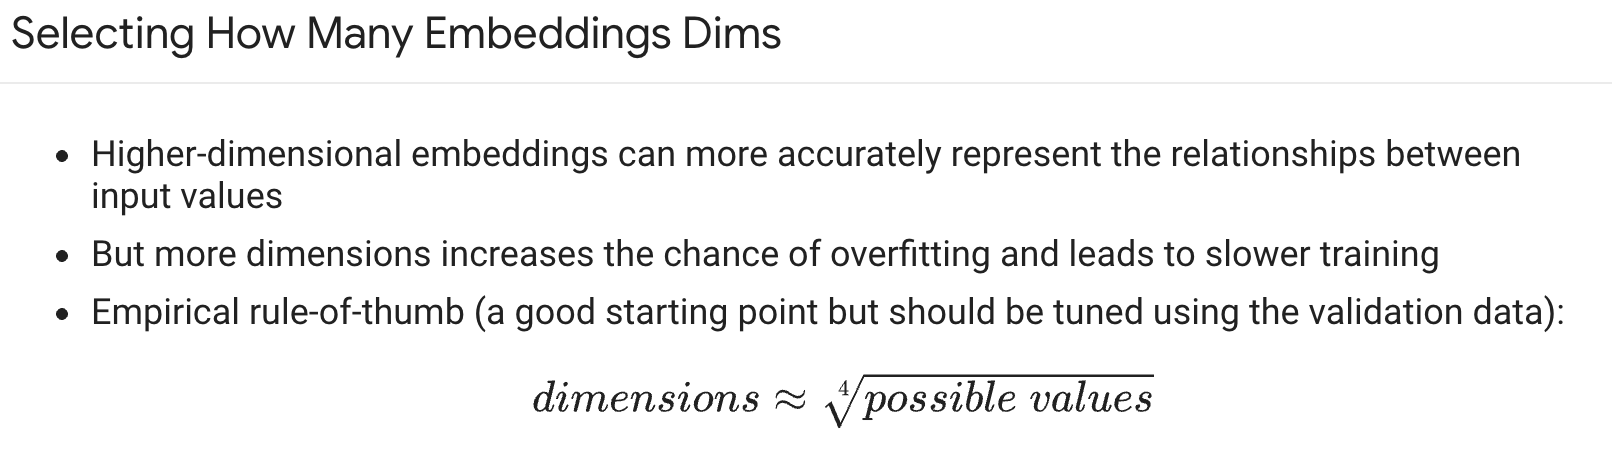 Selecting How Many Embeddings Dims
• Higher-dimensional embeddings can more accurately represent the relationships between
input values
• But more dimensions increases the chance of overfitting and leads to slower training
• Empirical rule-of-thumb (a good starting point but should be tuned using the validation data):
dimensions ≈ ∜possible values